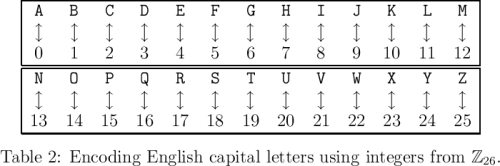 A B C D E F G H I J K L M
↕ ↕ ↕ ↕ ↕ ↕ ↕ ↕ ↕ ↕ ↕ ↕ ↕
0 1 2 3 4 5 6 7 8 9 10 11 12
N O P Q R S T U V W X Y Z
↕ ↕ ↕ ↕ ↕ ↕ ↕ ↕ ↕ ↕ ↕ ↕ ↕
13 14 15 16 17 18 19 20 21 22 23 24 25
Table 2: Encoding English capital letters using integers from ℤ₂₆.